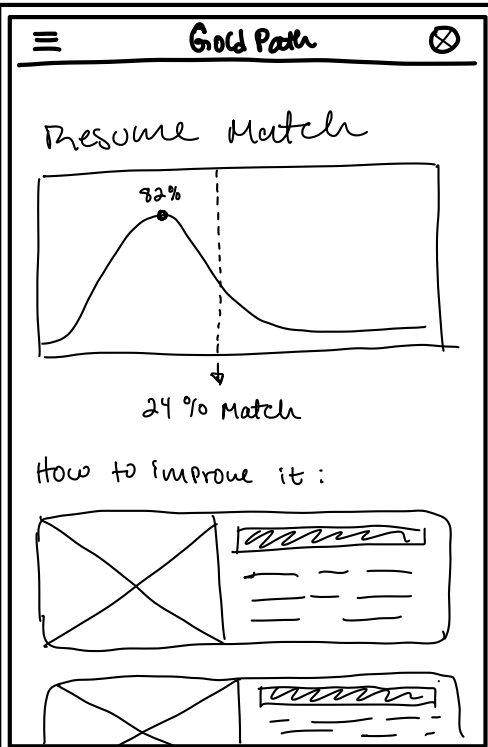 Gold Path
Resume Match
82%
24% Match
How to improve it: